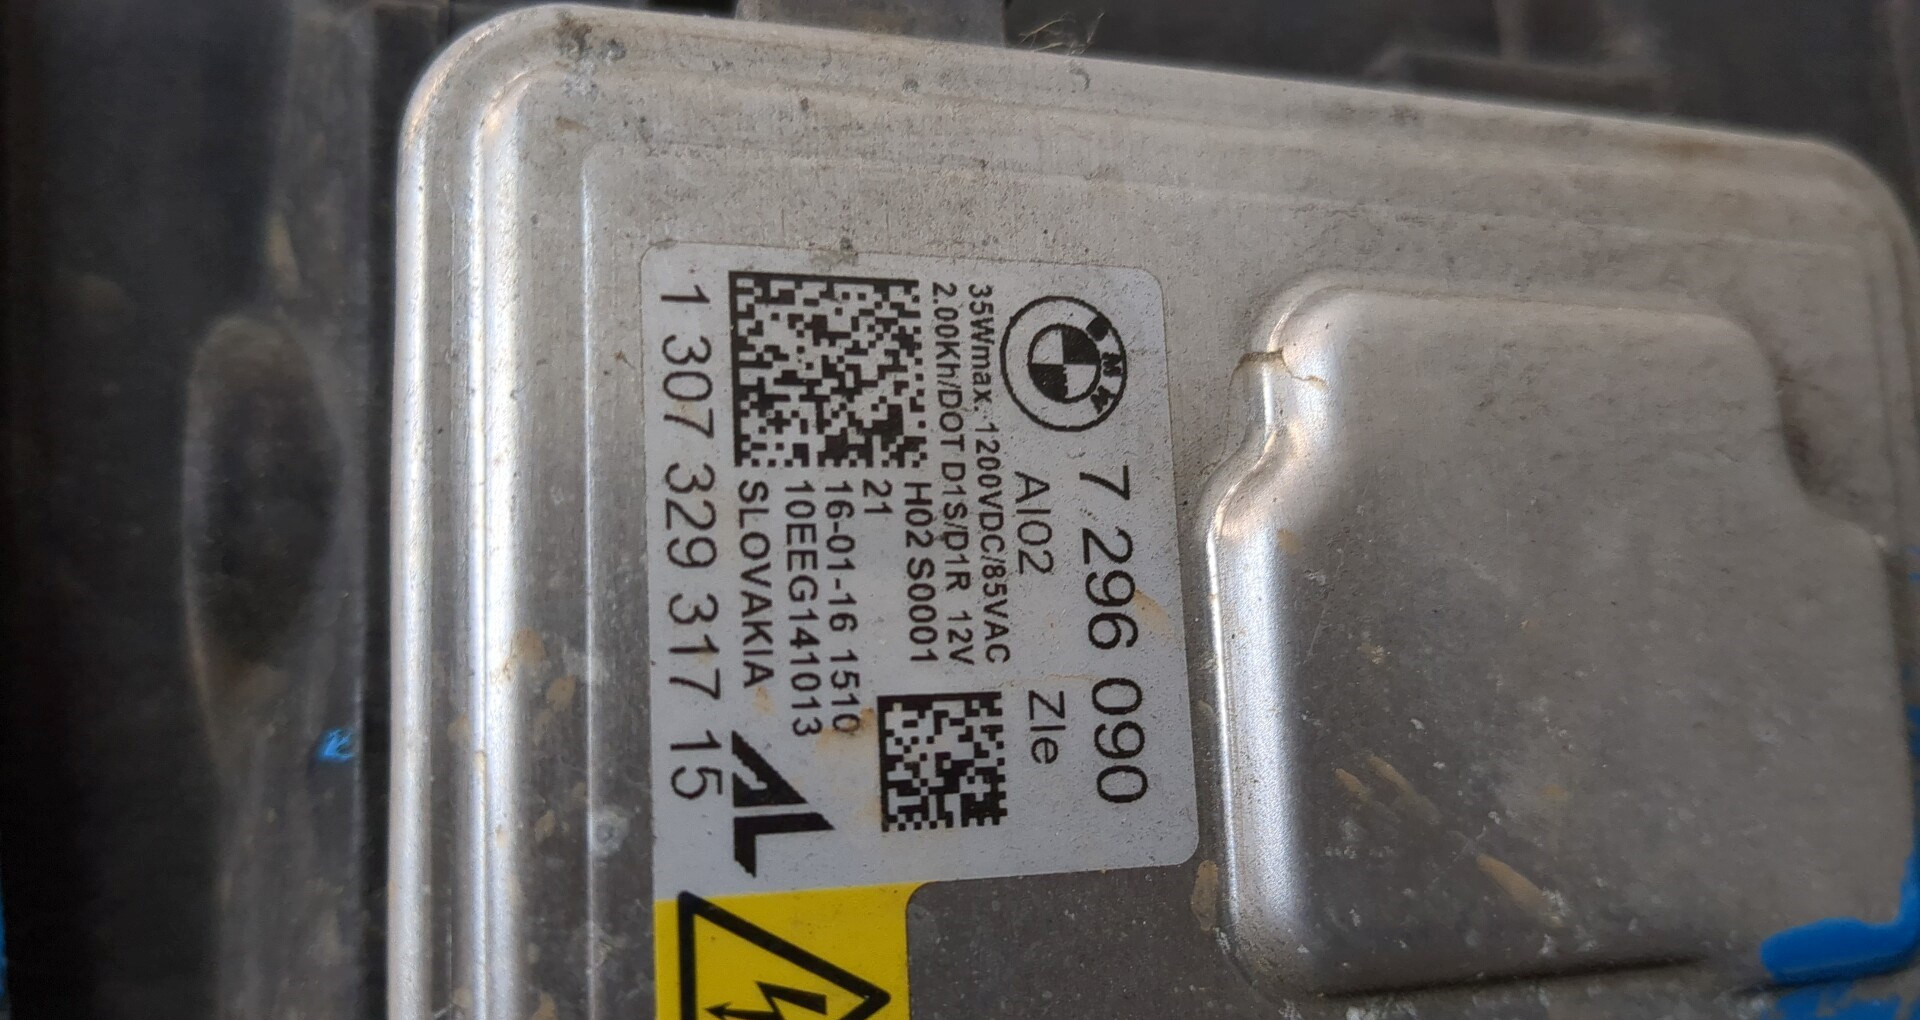 BMW
7 296 090
AI02 ZIe
35Wmax. 1200VDC/85VAC
2.00Kh/DOT D1S/D1R 12V
H02 S0001
21
16-01-16 1510
10EEG141013
SLOVAKIA
AL
1 307 329 317 15